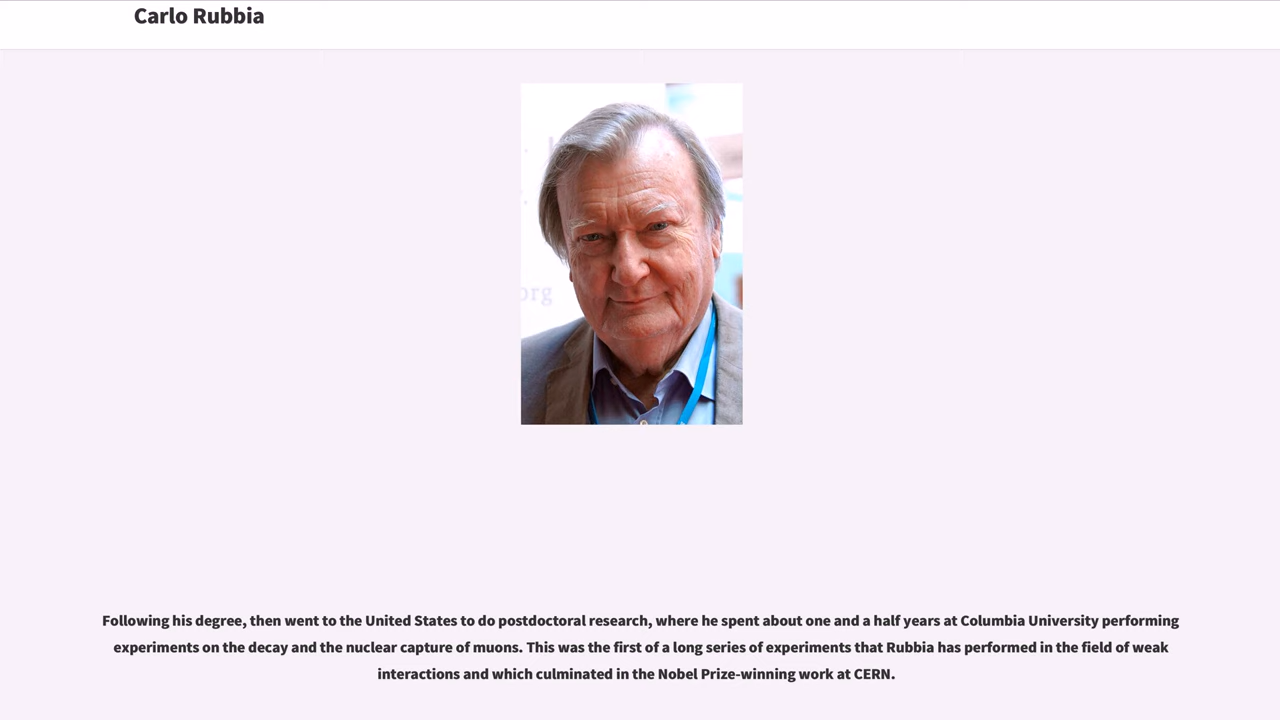 Carlo Rubbia
org
Following his degree, then went to the United States to do postdoctoral research, where he spent about one and a half years at Columbia University performing
experiments on the decay and the nuclear capture of muons. This was the first of a long series of experiments that Rubbia has performed in the field of weak
interactions and which culminated in the Nobel Prize-winning work at CERN.